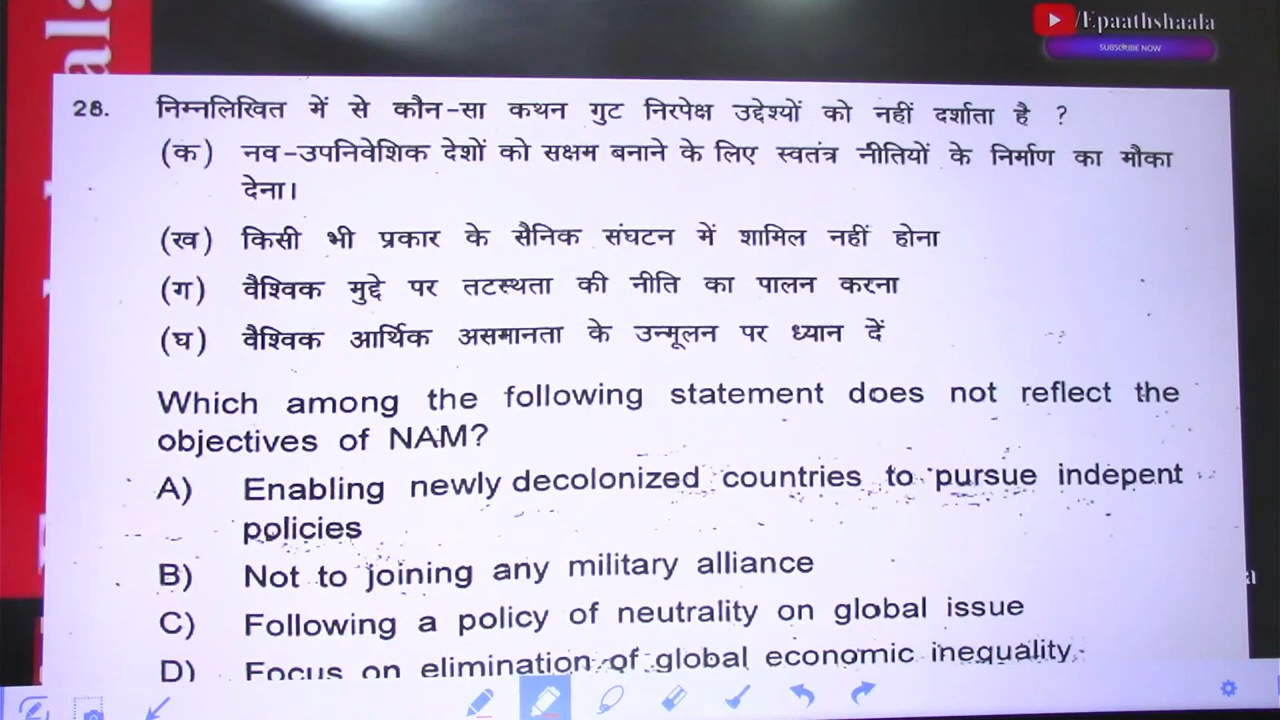 ala
/Epaathshaala
SUBSCRIBE NOW
28. निम्नलिखित में से कौन-सा कथन गुट निरपेक्ष उद्देश्यों को नहीं दर्शाता है ?
(क) नव-उपनिवेशिक देशों को सक्षम बनाने के लिए स्वतंत्र नीतियों के निर्माण का मौका
देना।
(ख) किसी भी प्रकार के सैनिक संघटन में शामिल नहीं होना
(ग) वैश्विक मुद्दे पर तटस्थता की नीति का पालन करना
(घ) वैश्विक आर्थिक असमानता के उन्मूलन पर ध्यान दें
Which among the following statement does not reflect the
objectives of NAM?
A) Enabling newly decolonized countries to pursue indepent
policies
B) Not to joining any military alliance
C) Following a policy of neutrality on global issue
D) Focus on elimination of global economic inequality.